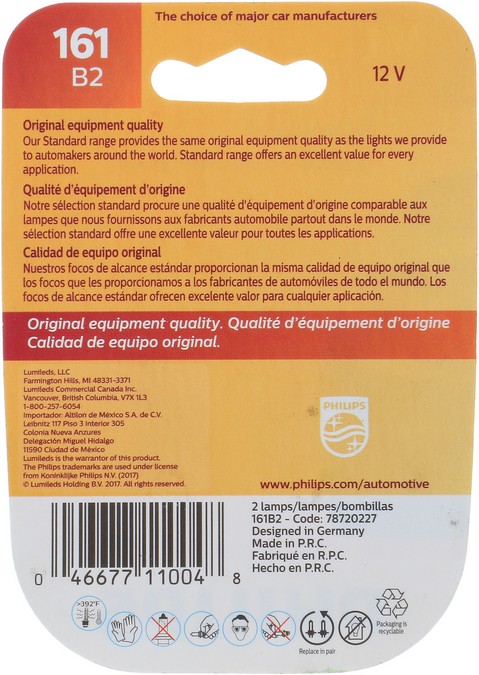 The choice of major car manufacturers
161
B2
12 V
Original equipment quality
Our Standard range provides the same original equipment quality as the lights we provide
to automakers around the world. Standard range offers an excellent value for every
application.
Qualité d'équipement d'origine
Notre sélection standard procure une qualité d'équipement d'origine comparable aux
lampes que nous fournissons aux fabricants automobile partout dans le monde. Notre
sélection standard offre une excellente valeur pour toutes les applications.
Calidad de equipo original
Nuestros focos de alcance estándar proporcionan la misma calidad de equipo original que
los focos que les proporcionamos a los fabricantes de automóviles de todo el mundo. Los
focos de alcance estándar ofrecen excelente valor para cualquier aplicación.
Original equipment quality. Qualité d'équipement d'origine
Calidad de equipo original.
Lumileds, LLC
Farmington Hills, MI 48331-3371
Lumileds Commercial Canada Inc.
Vancouver, British Columbia, V7X 1L3
1-800-257-6054
Importador: Altilon de México S.A. de C.V.
Leibnitz 117 Piso 3 Interior 305
Colonia Nueva Anzures
Delegación Miguel Hidalgo
11590 Ciudad de México
Lumileds is the warrantor of this product.
The Philips trademarks are used under license
from Koninklijke Philips N.V. (2017)
© Lumileds Holding B.V. 2017. All rights reserved.
PHILIPS
www.philips.com/automotive
2 lamps/lampes/bombillas
161B2 - Code: 78720227
Designed in Germany
Made in P.R.C.
Fabriqué en R.P.C.
Hecho en P.R.C.
0 46677 11004 8
>392°F
Replace in pair
Packaging is
recyclable